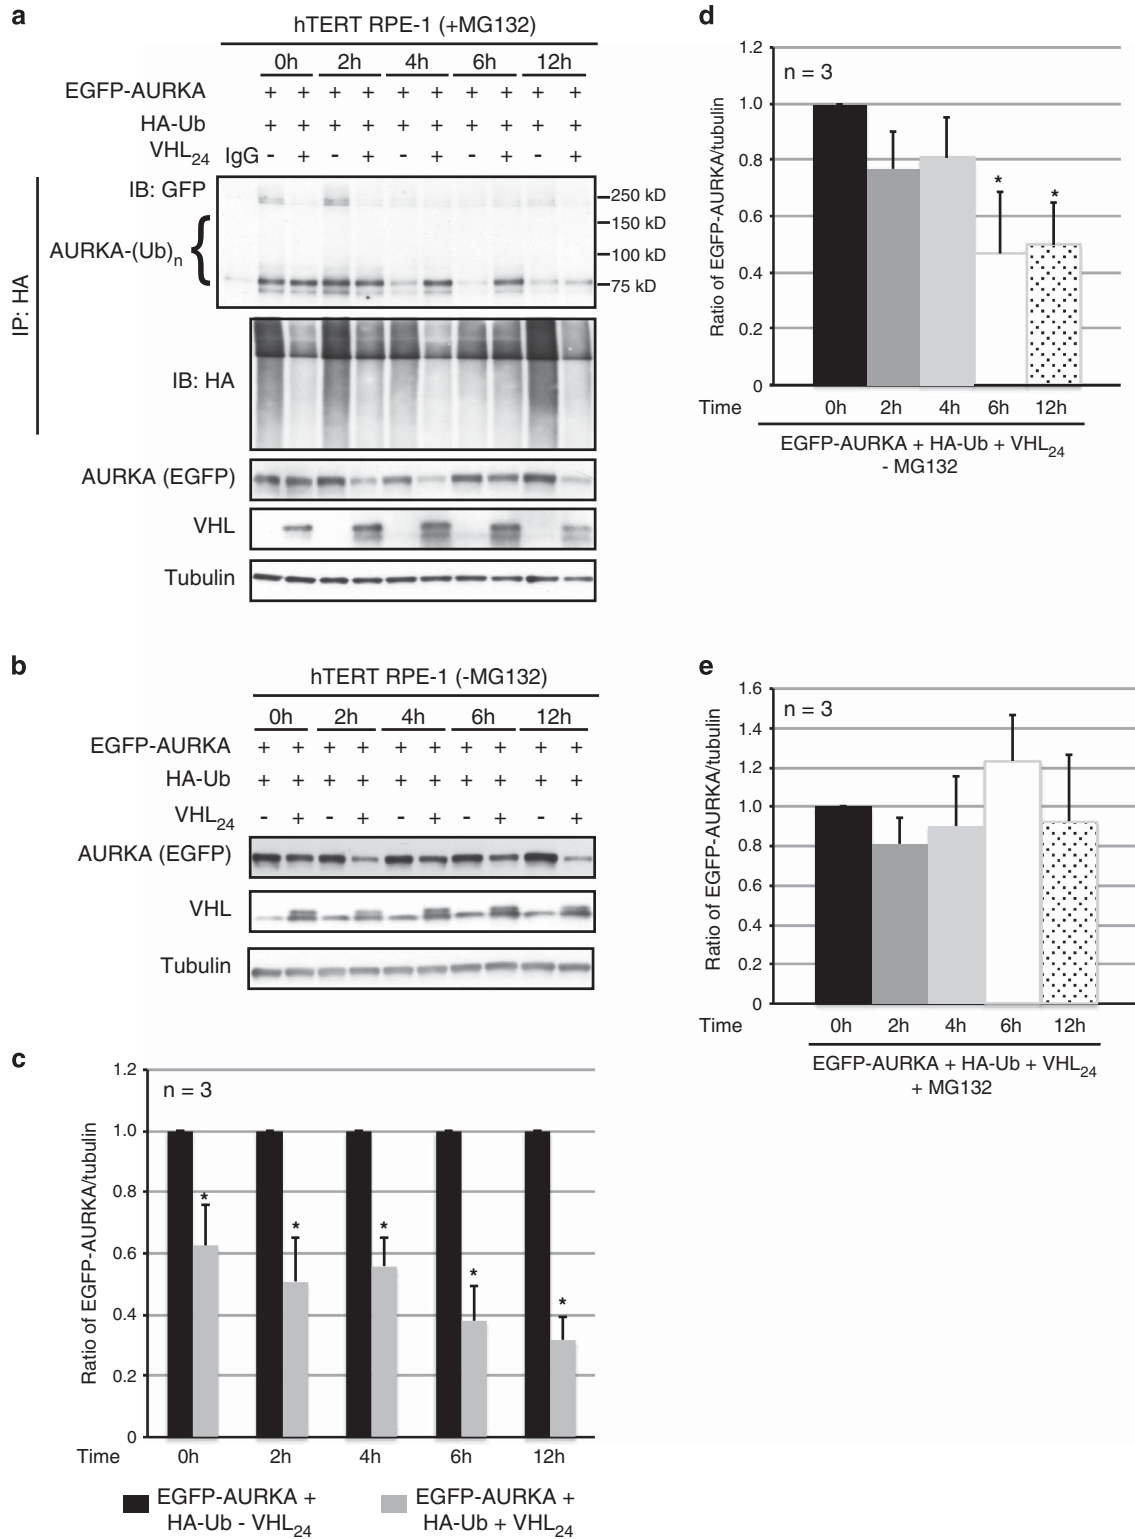 a
hTERT RPE-1 (+MG132)
0h 2h 4h 6h 12h
EGFP-AURKA + + + + + + + + + +
HA-Ub + + + + + + + + + +
VHL24 IgG - + - + - + - + - +
IP: HA
IB: GFP
AURKA-(Ub)n
250 kD
150 kD
100 kD
75 kD
IB: HA
AURKA (EGFP)
VHL
Tubulin
b
hTERT RPE-1 (-MG132)
0h 2h 4h 6h 12h
EGFP-AURKA + + + + + + + + + +
HA-Ub + + + + + + + + + +
VHL24 - + - + - + - + - +
AURKA (EGFP)
VHL
Tubulin
c
Ratio of EGFP-AURKA/tubulin
1.2
n = 3
1.0
0.8
* * * * *
0.6
0.4
0.2
0
Time 0h 2h 4h 6h 12h
EGFP-AURKA +
HA-Ub - VHL24
EGFP-AURKA +
HA-Ub + VHL24
d
Ratio of EGFP-AURKA/tubulin
1.2
n = 3
1.0
0.8
* *
0.6
0.4
0.2
0
Time 0h 2h 4h 6h 12h
EGFP-AURKA + HA-Ub + VHL24
- MG132
e
Ratio of EGFP-AURKA/tubulin
1.6
n = 3
1.4
1.2
1.0
0.8
0.6
0.4
0.2
0
Time 0h 2h 4h 6h 12h
EGFP-AURKA + HA-Ub + VHL24
+ MG132